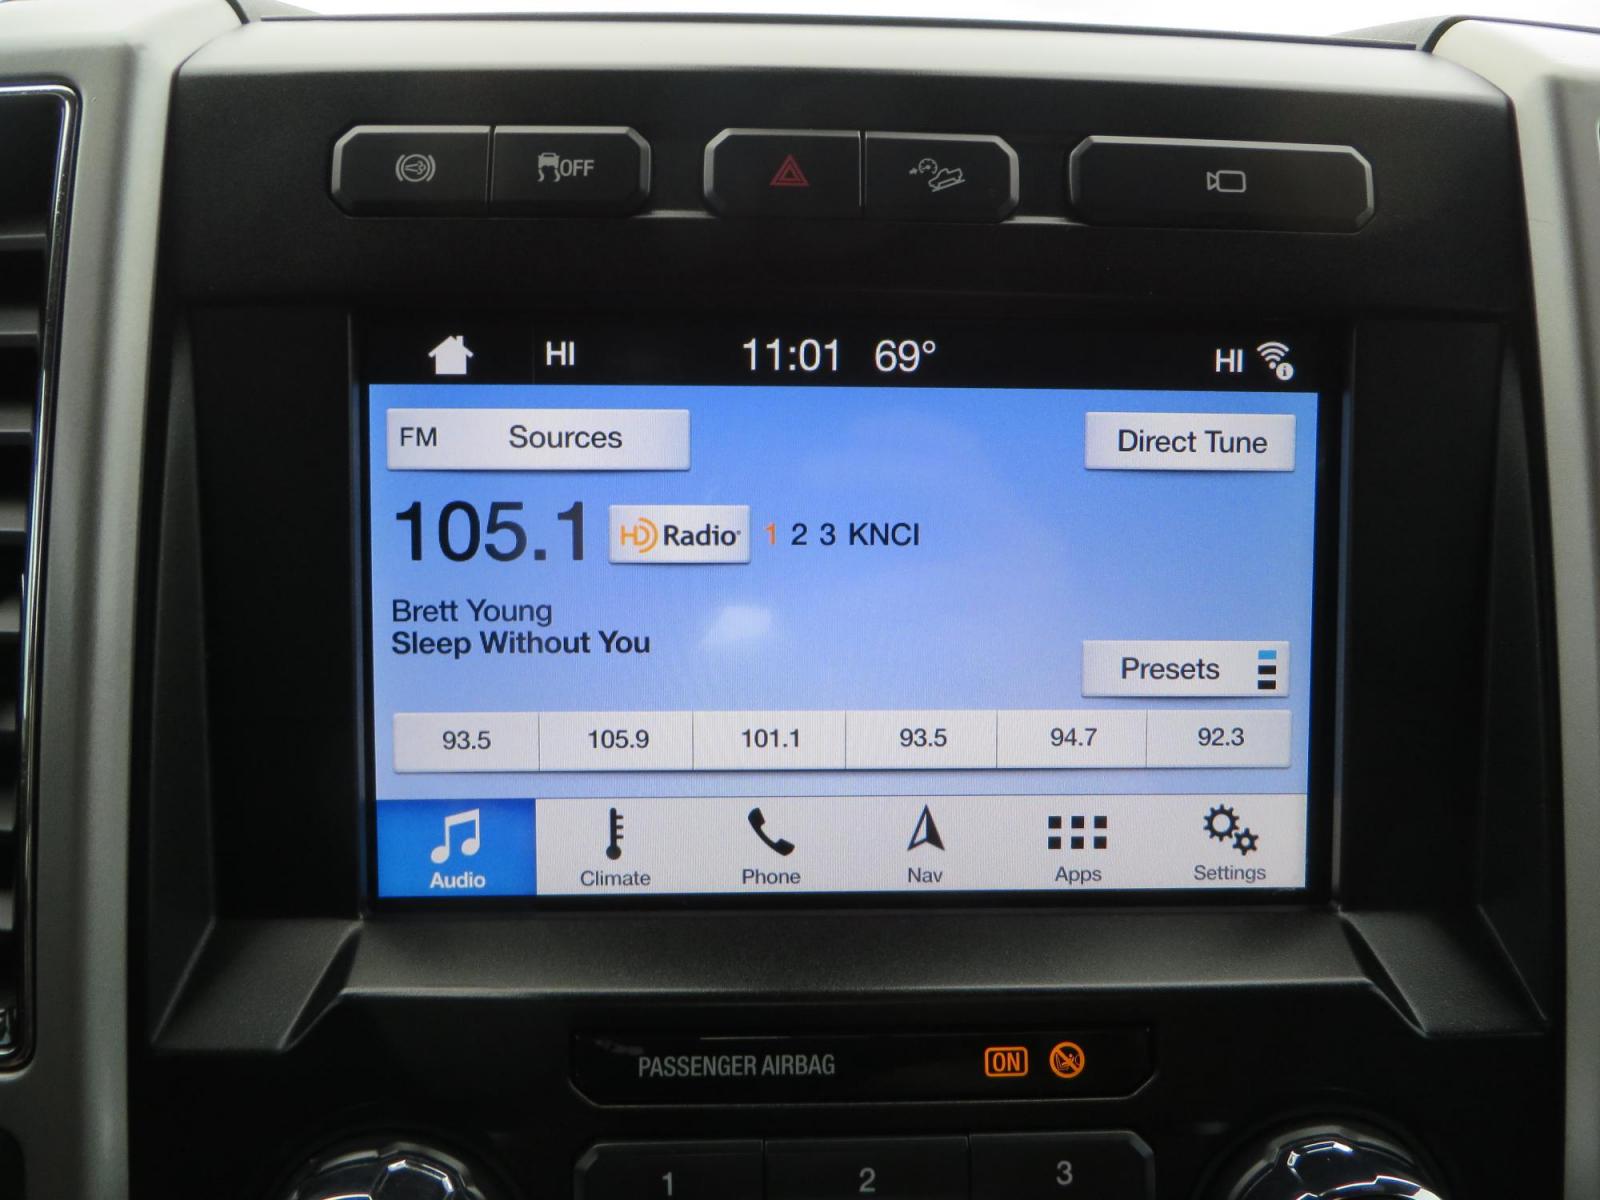 OFF
HI 11:01 69° HI
FM Sources Direct Tune
105.1 HD Radio 1 2 3 KNCI
Brett Young
Sleep Without You
Presets
93.5 105.9 101.1 93.5 94.7 92.3
Audio Climate Phone Nav Apps Settings
PASSENGER AIRBAG ON
1 2 3